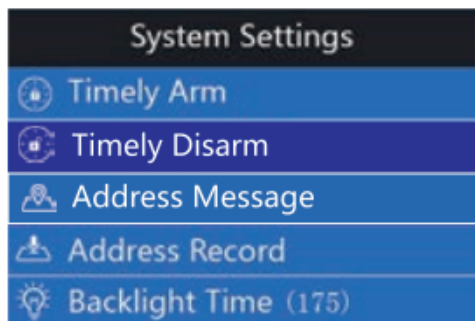 System Settings
Timely Arm
Timely Disarm
Address Message
Address Record
Backlight Time (175)